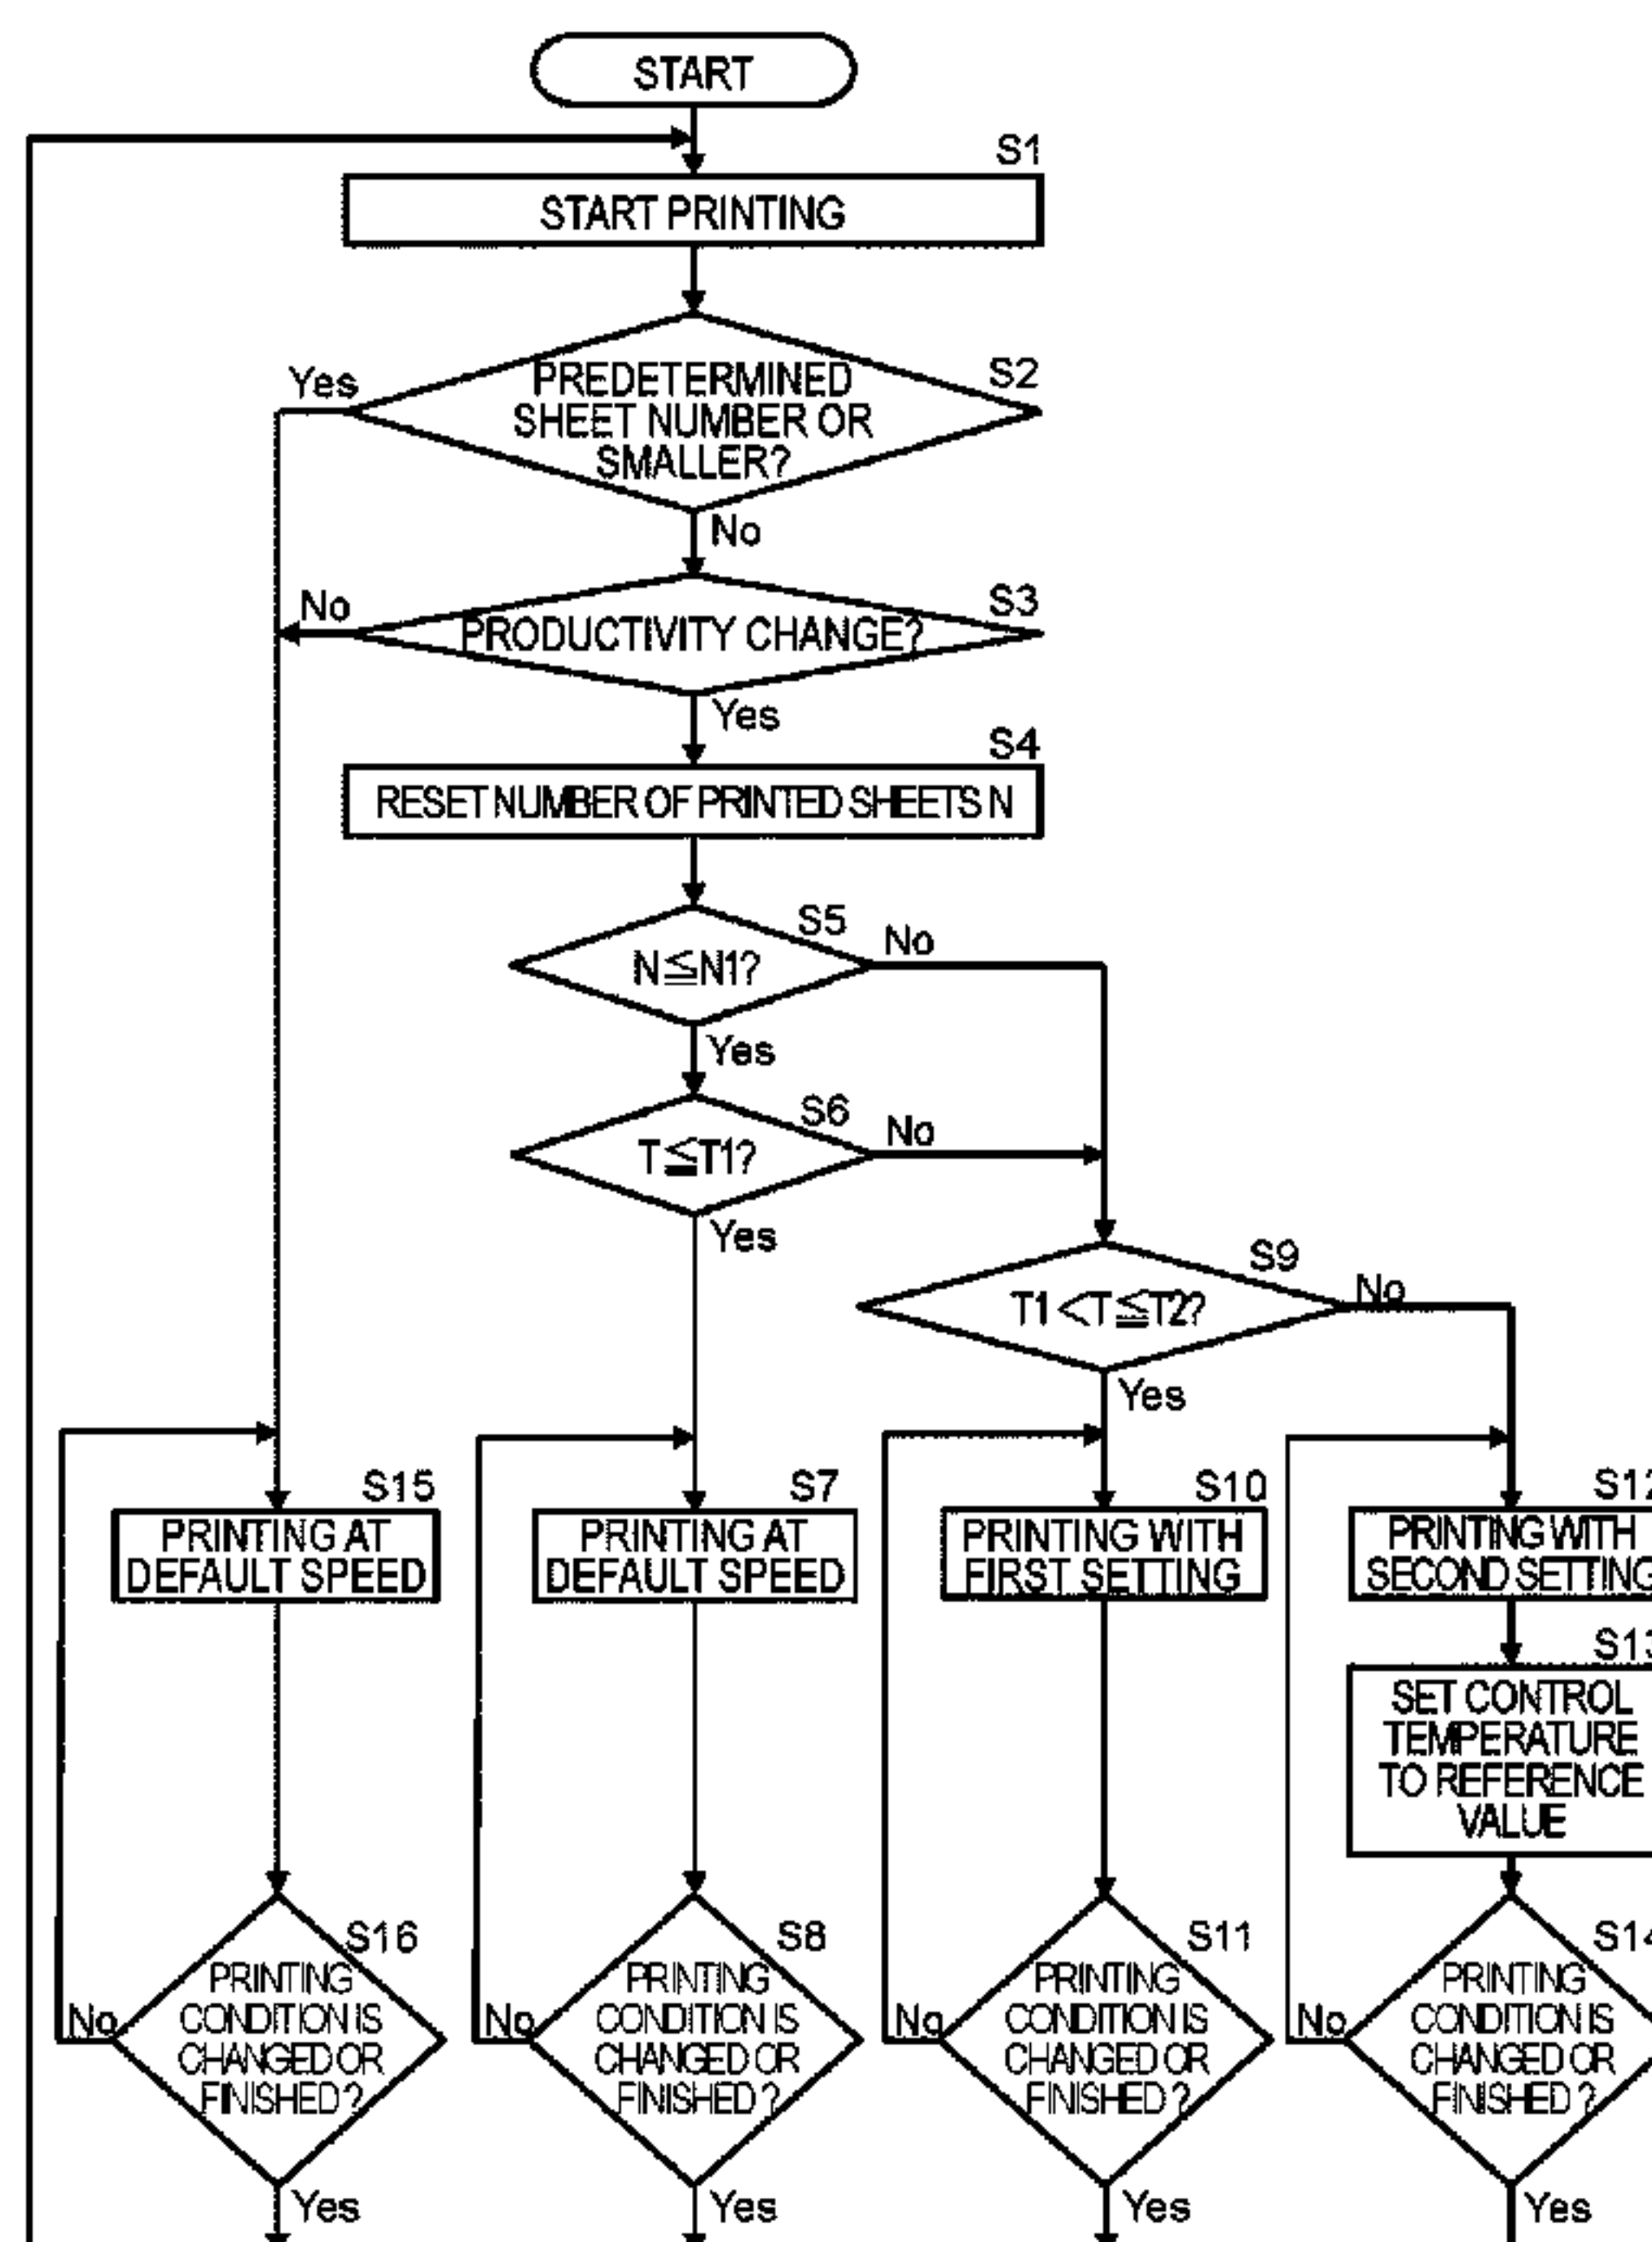 START
S1
START PRINTING
S2
Yes
PREDETERMINED
SHEET NUMBER OR
SMALLER?
No
S3
No
PRODUCTIVITY CHANGE?
Yes
S4
RESET NUMBER OF PRINTED SHEETS N
S5
No
N≦N1?
Yes
S6
No
T≦T1?
Yes
S9
No
T1<T≦T2?
Yes
S15
PRINTING AT
DEFAULT SPEED
S7
PRINTING AT
DEFAULT SPEED
S10
PRINTING WITH
FIRST SETTING
S12
PRINTING WITH
SECOND SETTING
S13
SET CONTROL
TEMPERATURE
TO REFERENCE
VALUE
S16
PRINTING
CONDITION IS
CHANGED OR
FINISHED?
No
Yes
S8
PRINTING
CONDITION IS
CHANGED OR
FINISHED?
No
Yes
S11
PRINTING
CONDITION IS
CHANGED OR
FINISHED?
No
Yes
S14
PRINTING
CONDITION IS
CHANGED OR
FINISHED?
No
Yes